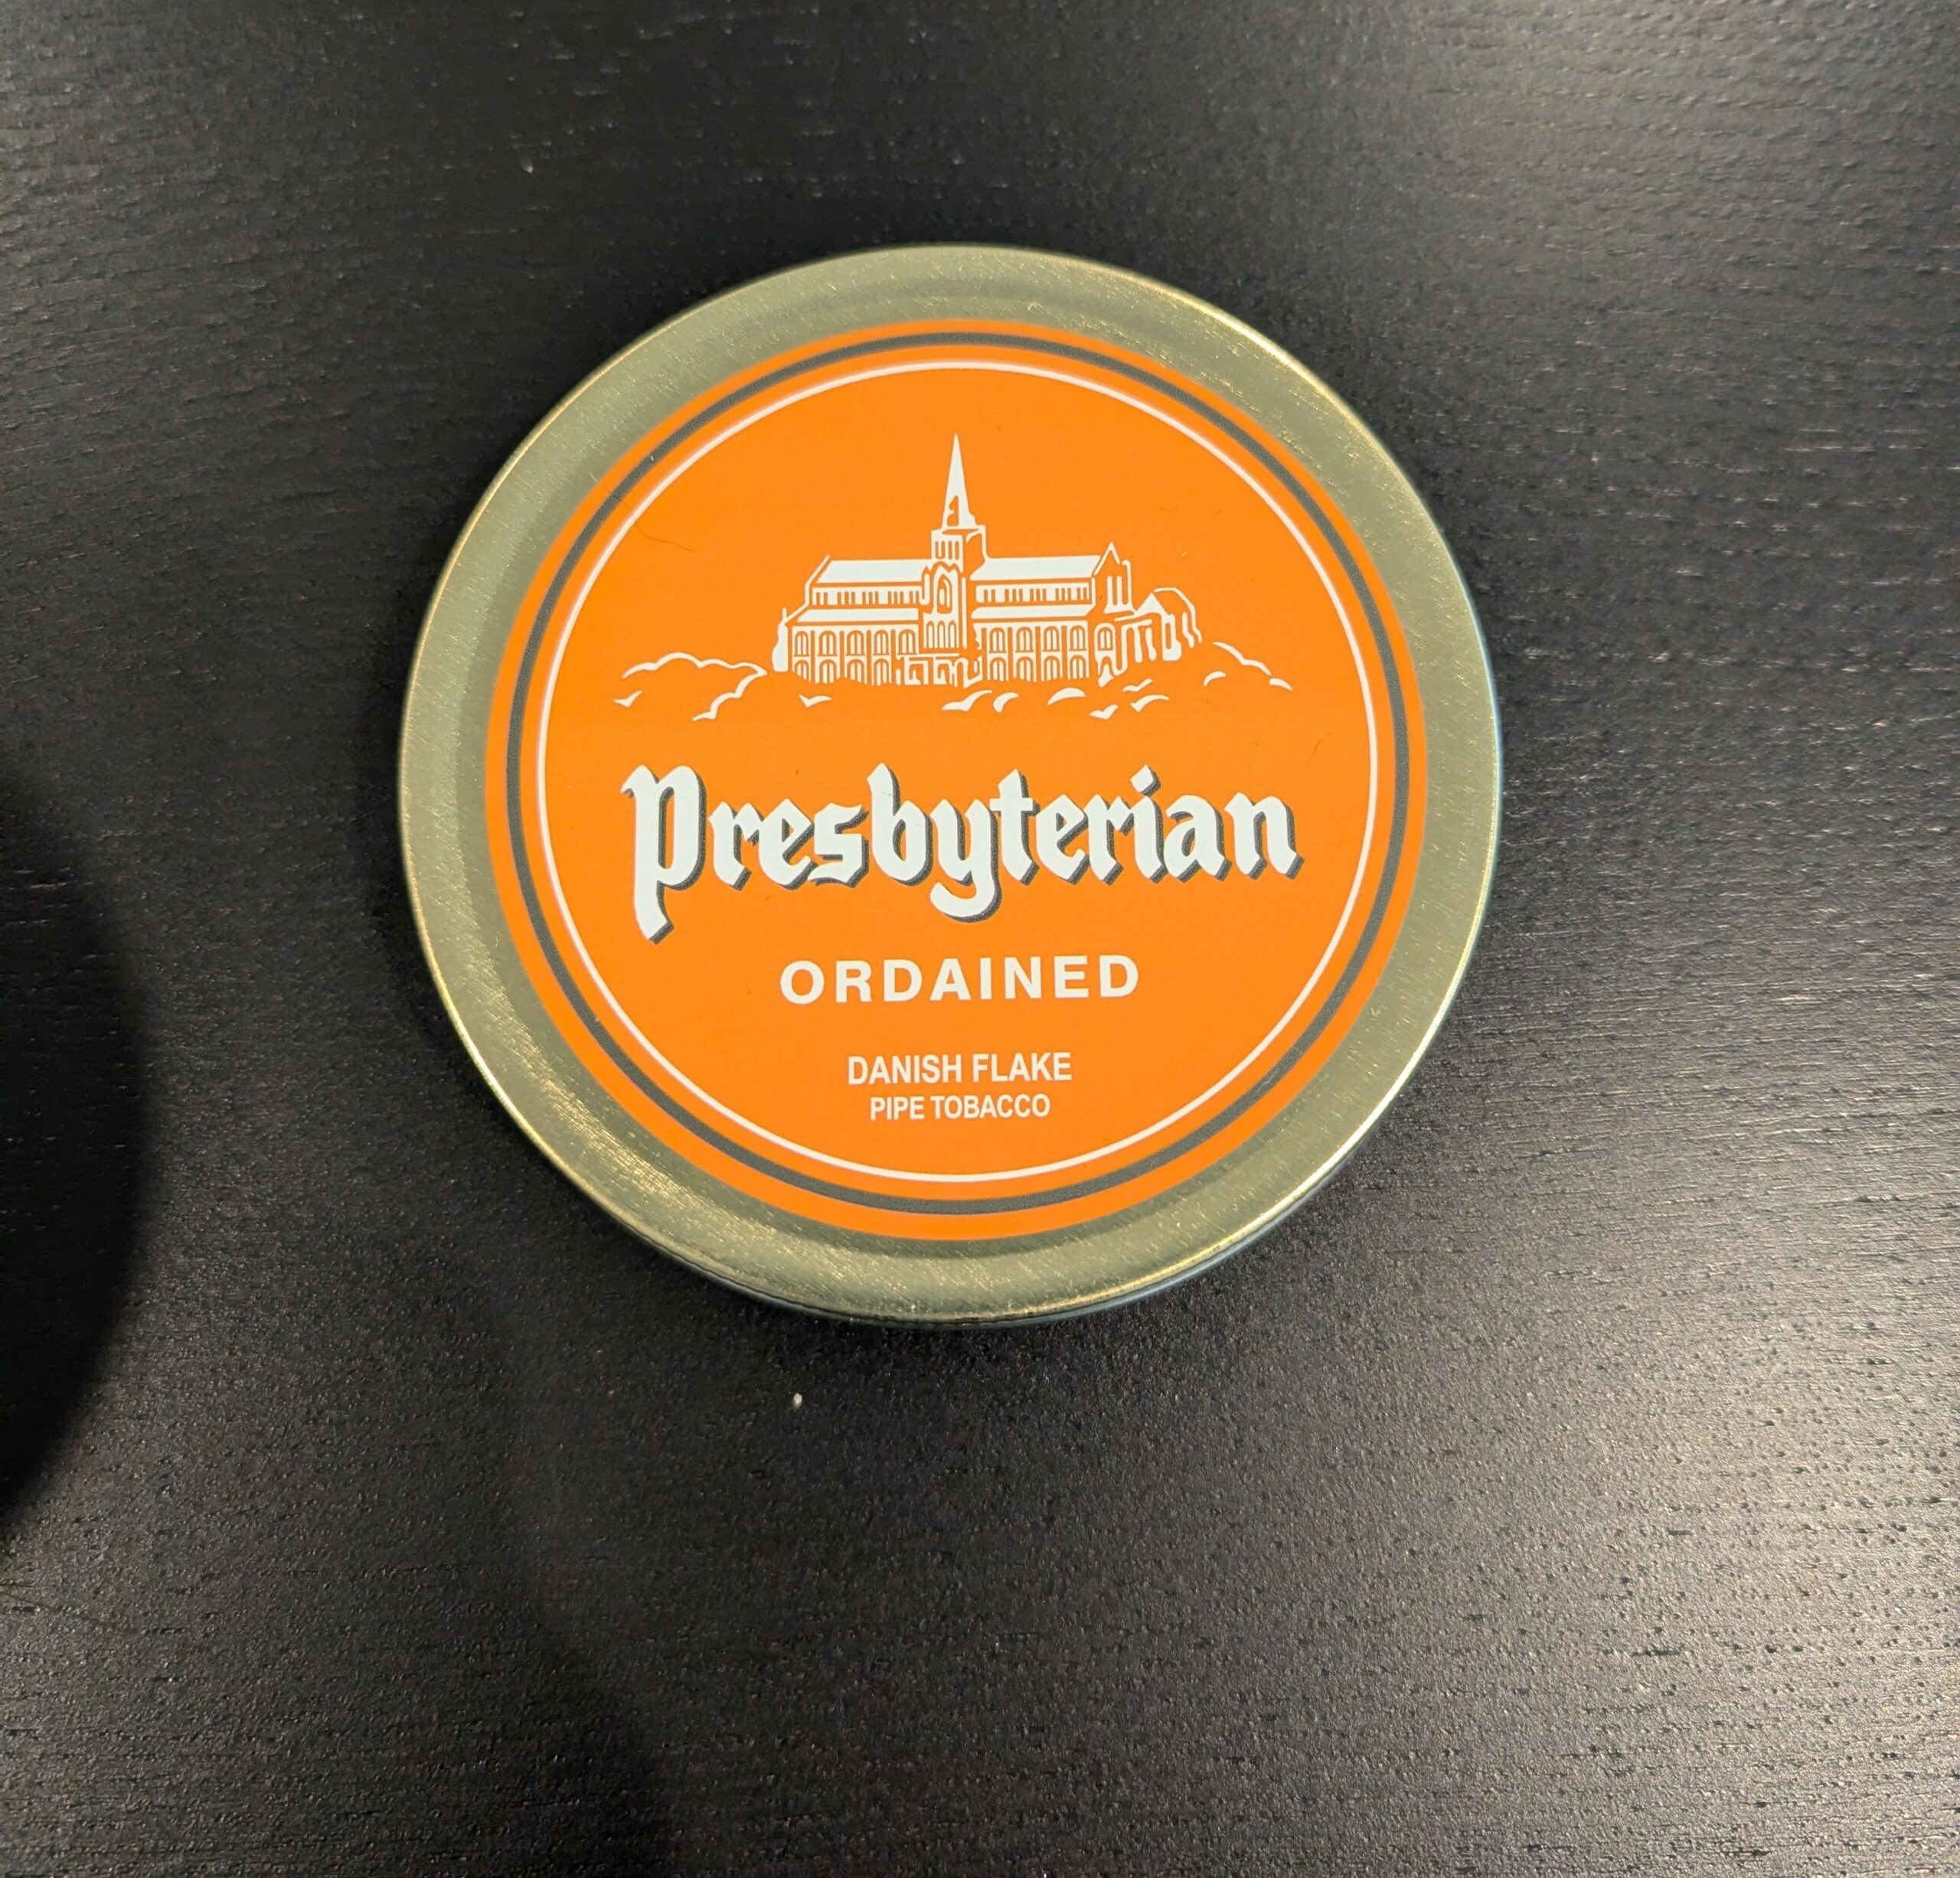 Presbyterian
ORDAINED
DANISH FLAKE
PIPE TOBACCO